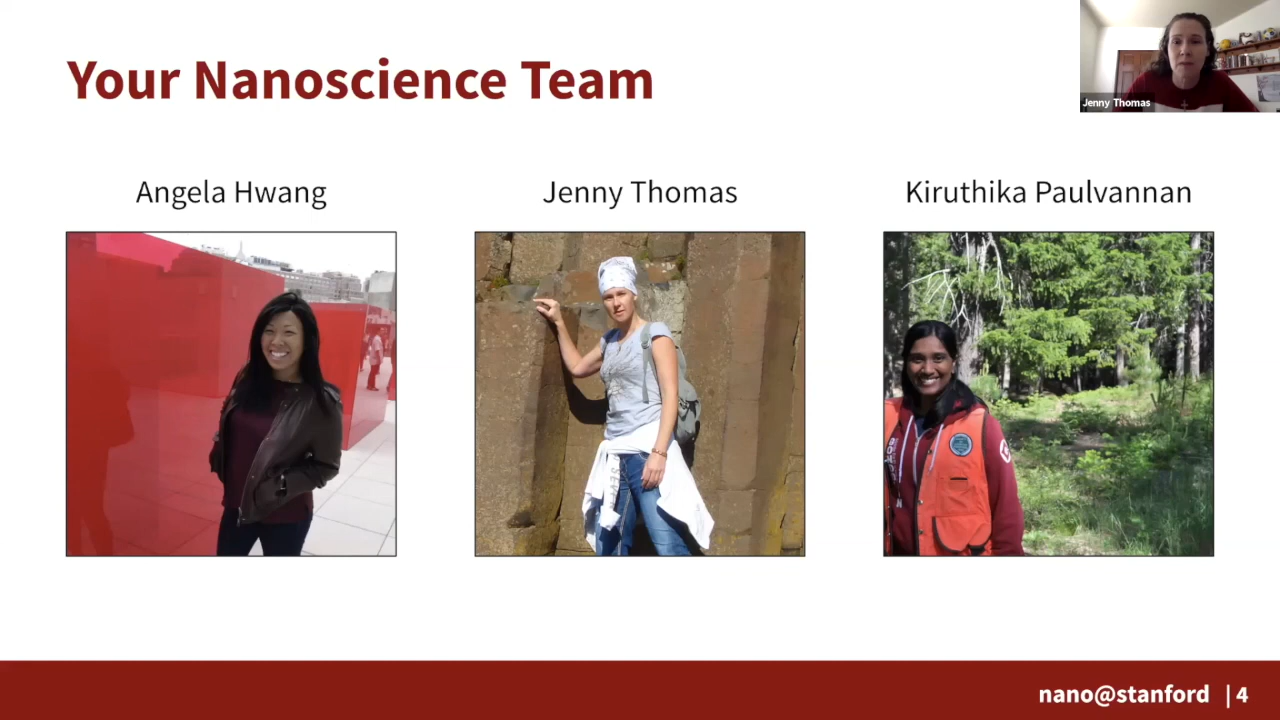 Your Nanoscience Team
Jenny Thomas
Angela Hwang
Jenny Thomas
Kiruthika Paulvannan
nano@stanford | 4